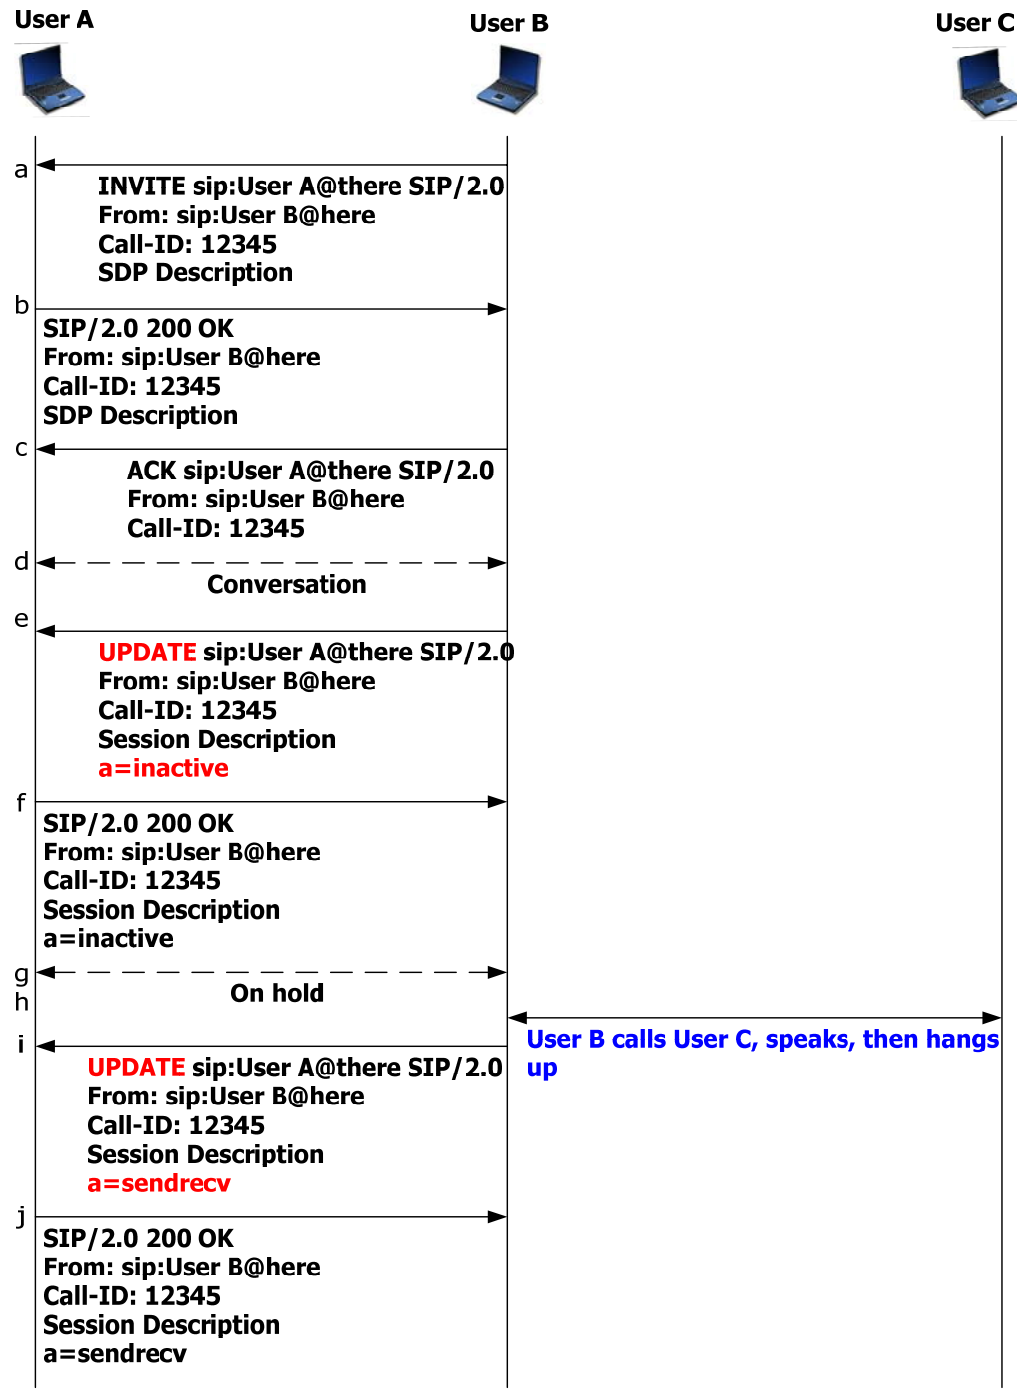 User A
User B
User C
a
INVITE sip:User A@there SIP/2.0
From: sip:User B@here
Call-ID: 12345
SDP Description
b
SIP/2.0 200 OK
From: sip:User B@here
Call-ID: 12345
SDP Description
c
ACK sip:User A@there SIP/2.0
From: sip:User B@here
Call-ID: 12345
d
Conversation
e
UPDATE sip:User A@there SIP/2.0
From: sip:User B@here
Call-ID: 12345
Session Description
a=inactive
f
SIP/2.0 200 OK
From: sip:User B@here
Call-ID: 12345
Session Description
a=inactive
g
On hold
h
User B calls User C, speaks, then hangs
up
i
UPDATE sip:User A@there SIP/2.0
From: sip:User B@here
Call-ID: 12345
Session Description
a=sendrecv
j
SIP/2.0 200 OK
From: sip:User B@here
Call-ID: 12345
Session Description
a=sendrecv